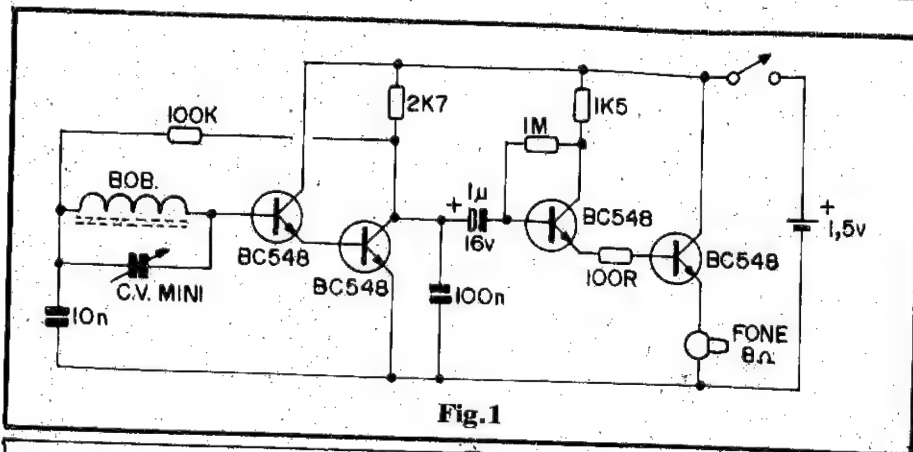 100K
2K7
1M
1K5
B.O.B.
BC548
BC548
C.V. MINI
10n
+
1µ
16v
100n
BC548
100R
BC548
+
1,5v
FONE
8Ω
Fig.1